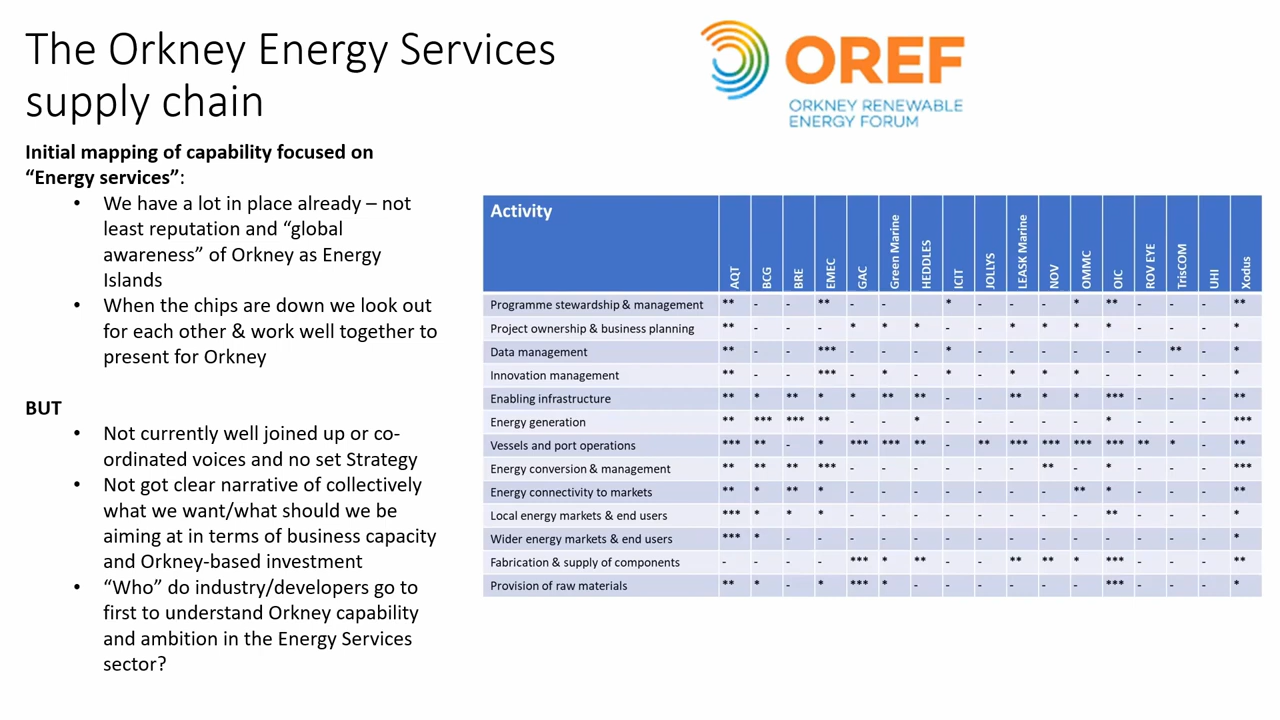 The Orkney Energy Services
supply chain
OREF
ORKNEY RENEWABLE
ENERGY FORUM
Initial mapping of capability focused on
“Energy services”:
• We have a lot in place already – not
least reputation and “global
awareness” of Orkney as Energy
Islands
• When the chips are down we look out
for each other & work well together to
present for Orkney
BUT
• Not currently well joined up or co-
ordinated voices and no set Strategy
• Not got clear narrative of collectively
what we want/what should we be
aiming at in terms of business capacity
and Orkney-based investment
• “Who” do industry/developers go to
first to understand Orkney capability
and ambition in the Energy Services
sector?
Activity AQT BCG BRE EMEC GAC Green Marine HEDDLES ICIT JOLLYS LEASK Marine NOV OMMC OIC ROV EYE TrisCOM UHI Xodus
Programme stewardship & management ** - - ** - - - * - - - * ** - - - **
Project ownership & business planning ** - - - * * * - - * * * * - - - *
Data management ** - - *** - - - * - - - - - - ** - *
Innovation management ** - - *** - * - * - * * * - - - - *
Enabling infrastructure ** * ** * * ** ** - - ** * * *** - - - **
Energy generation ** *** *** ** - - * - - - - - * - - - ***
Vessels and port operations *** ** - * *** *** ** - ** *** *** *** *** ** * - **
Energy conversion & management ** ** ** *** - - - - - - ** - * - - - ***
Energy connectivity to markets ** * ** * - - - - - - - ** * - - - **
Local energy markets & end users *** * * * - - - - - - - - ** - - - *
Wider energy markets & end users *** * - - - - - - - - - - - - - - *
Fabrication & supply of components - - - - *** * ** - - ** ** * *** - - - **
Provision of raw materials ** * - * *** * - - - - - - *** - - - *